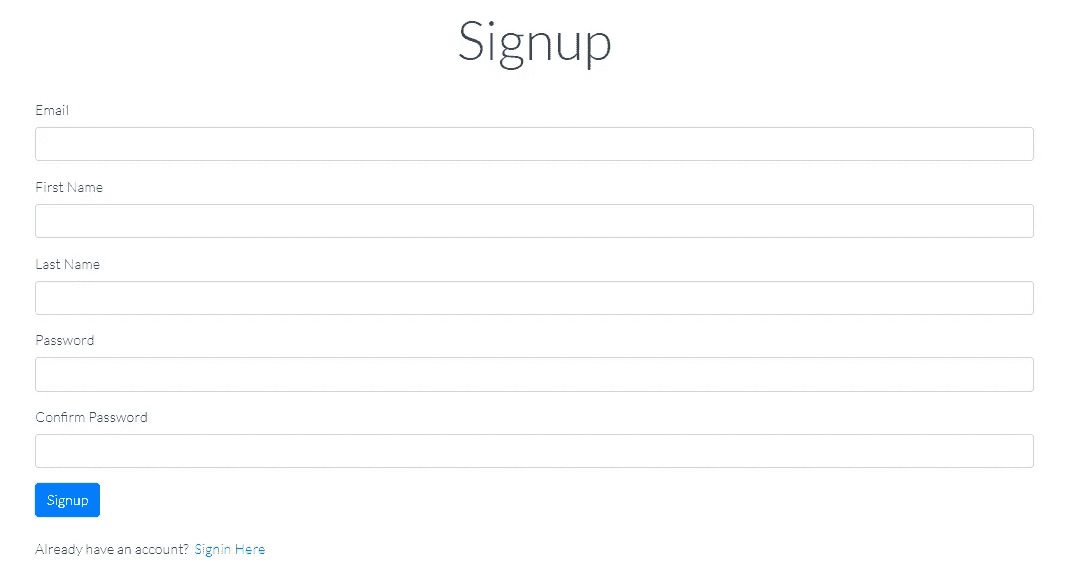 Signup
Email
First Name
Last Name
Password
Confirm Password
Signup
Already have an account? Signin Here